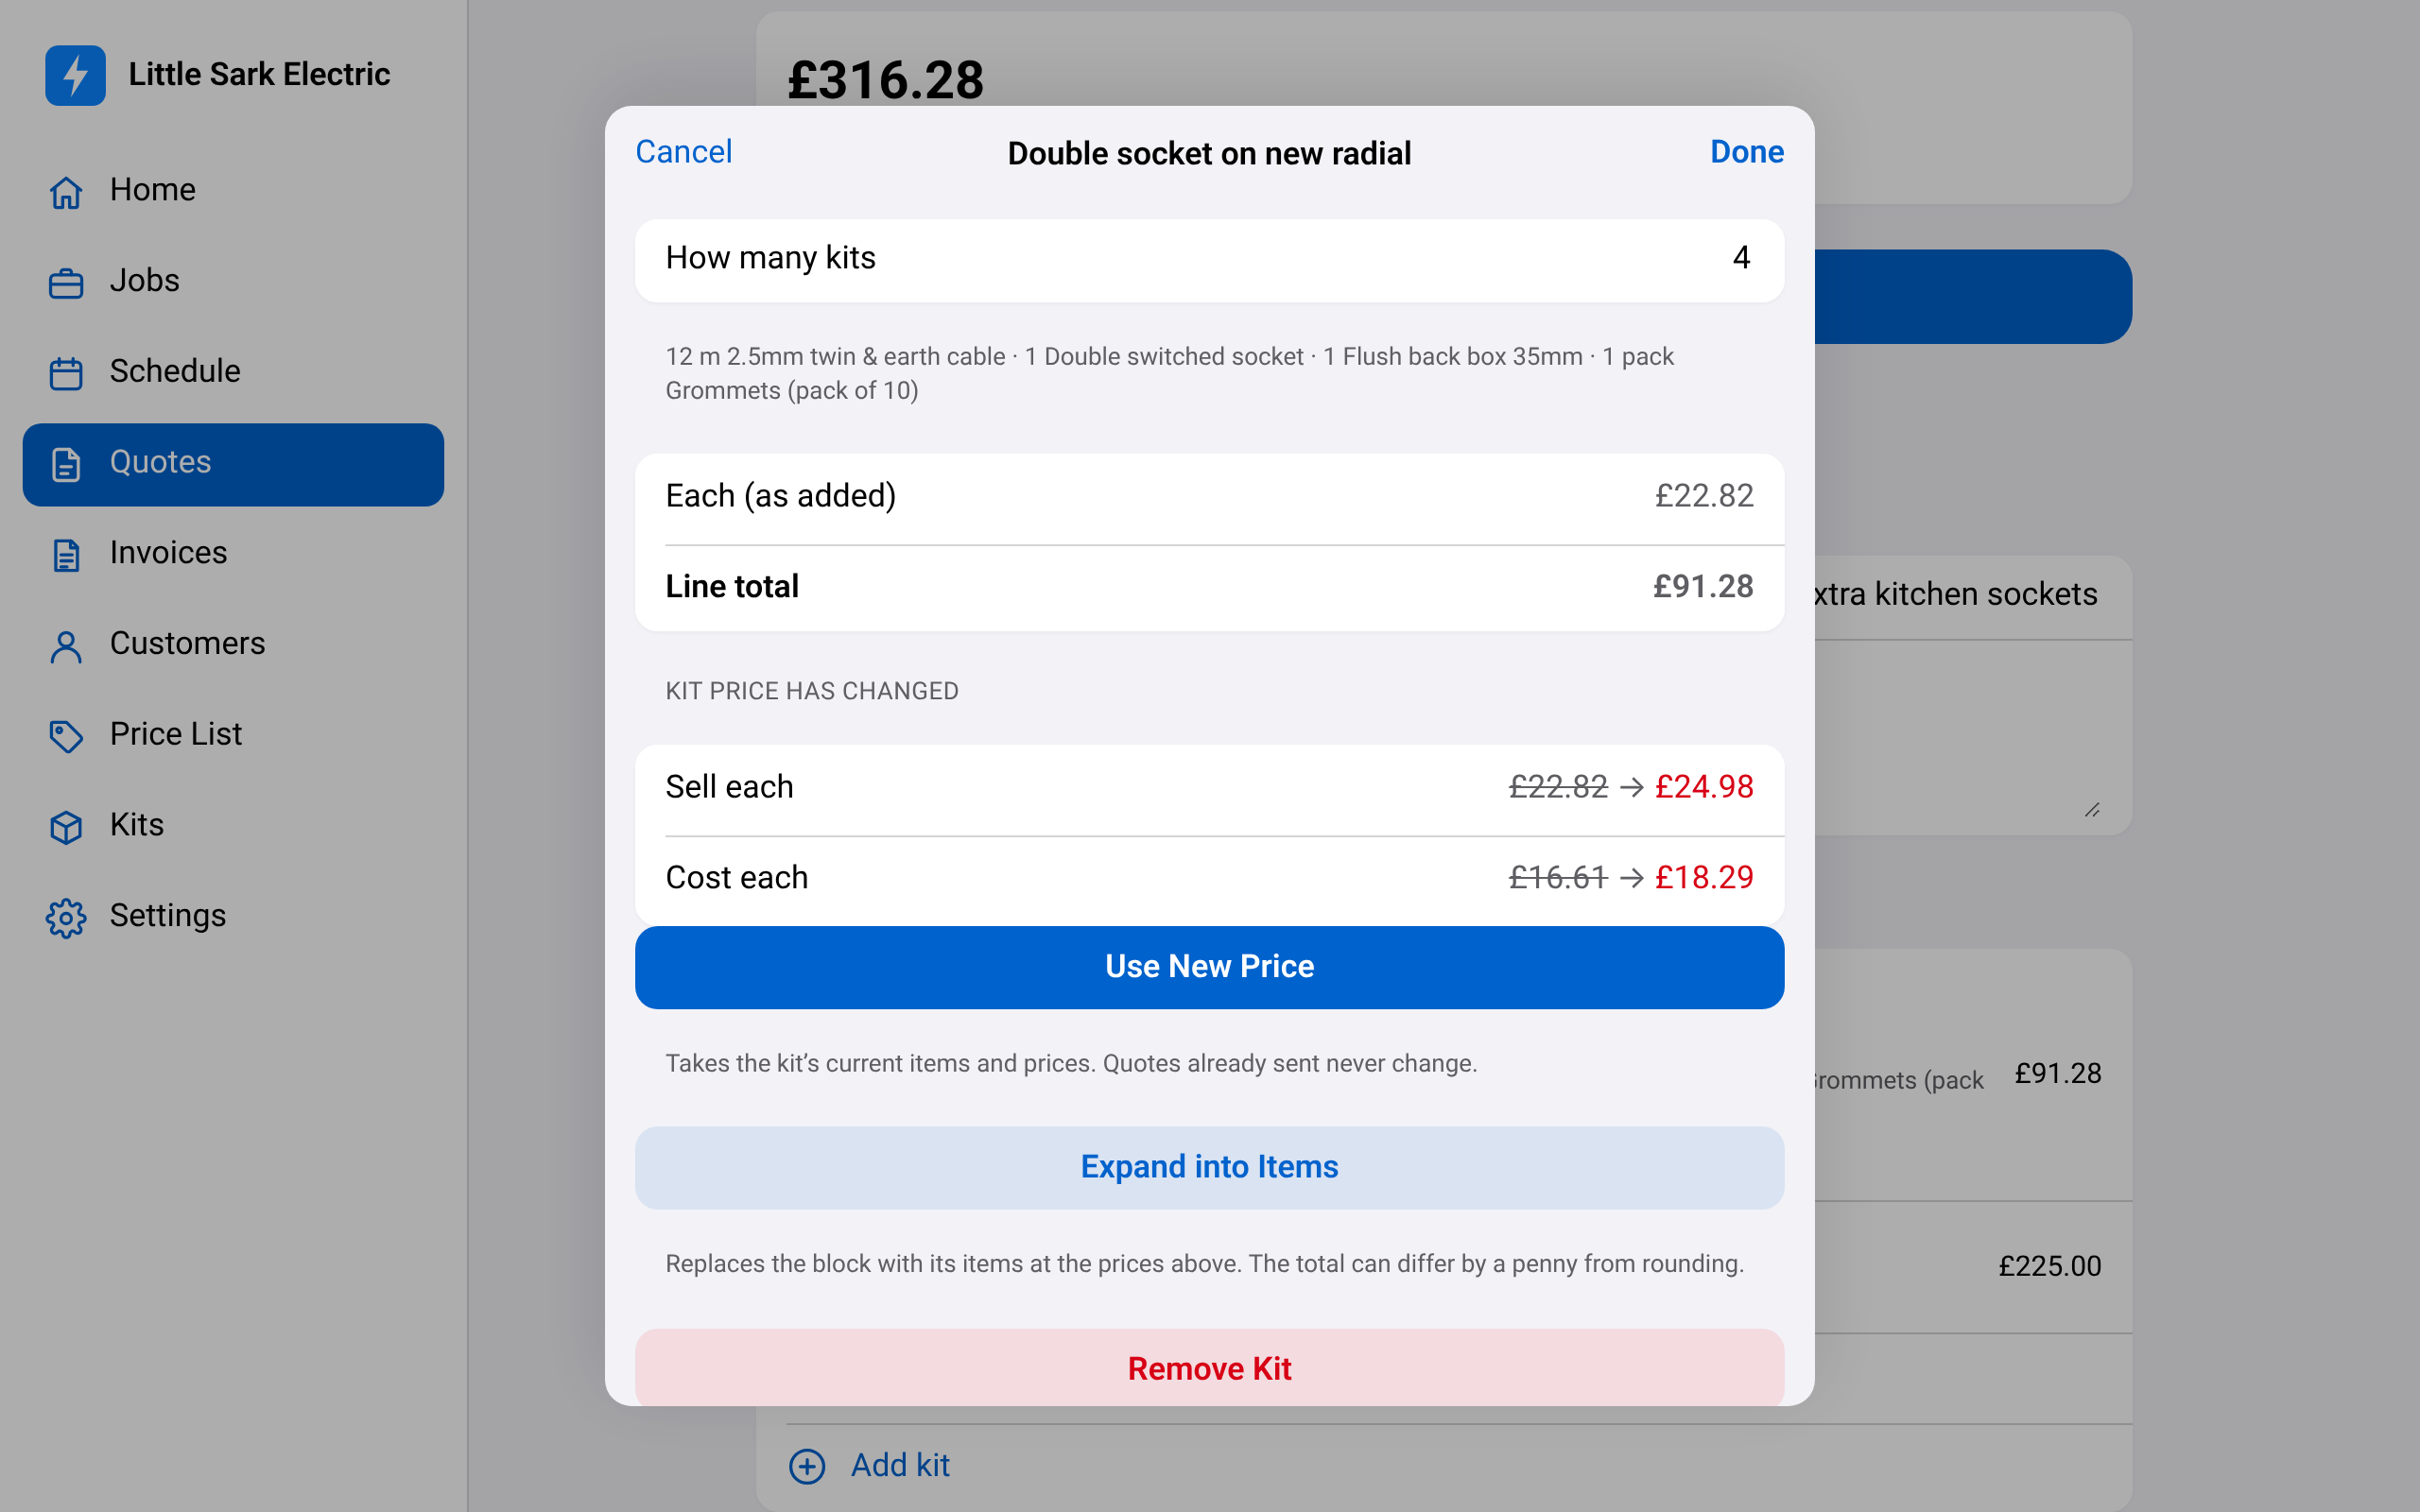 Little Sark Electric
Home
Jobs
Schedule
Quotes
Invoices
Customers
Price List
Kits
Settings
£316.28
Cancel
Double socket on new radial
Done
How many kits
4
12 m 2.5mm twin & earth cable · 1 Double switched socket · 1 Flush back box 35mm · 1 pack
Grommets (pack of 10)
Each (as added)
£22.82
Line total
£91.28
KIT PRICE HAS CHANGED
Sell each
£22.82 → £24.98
Cost each
£16.61 → £18.29
Use New Price
Takes the kit’s current items and prices. Quotes already sent never change.
Expand into Items
Replaces the block with its items at the prices above. The total can differ by a penny from rounding.
Remove Kit
kitchen sockets
(pack
£91.28
£225.00
Add kit